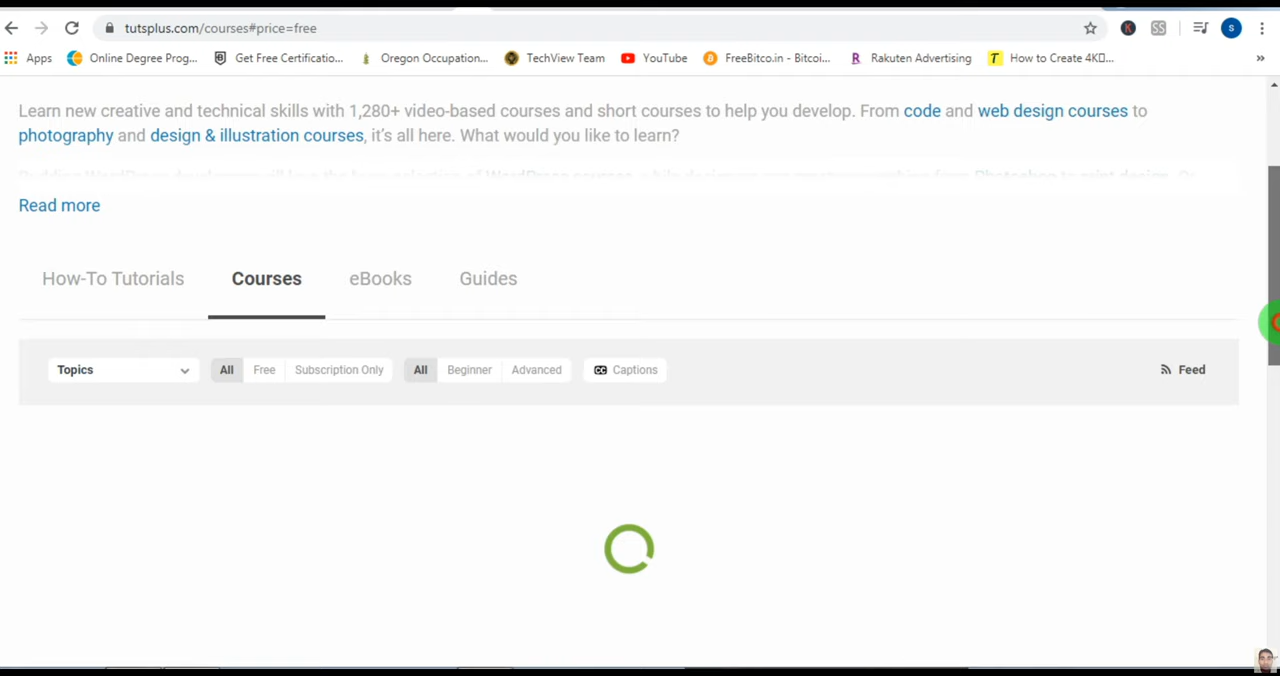 tutsplus.com/courses#price=free
Apps Online Degree Prog... Get Free Certificatio... Oregon Occupation... TechView Team YouTube FreeBitco.in - Bitcoi... Rakuten Advertising How to Create 4K... »
Learn new creative and technical skills with 1,280+ video-based courses and short courses to help you develop. From code and web design courses to
photography and design & illustration courses, it's all here. What would you like to learn?
Read more
How-To Tutorials Courses eBooks Guides
Topics All Free Subscription Only All Beginner Advanced CC Captions Feed